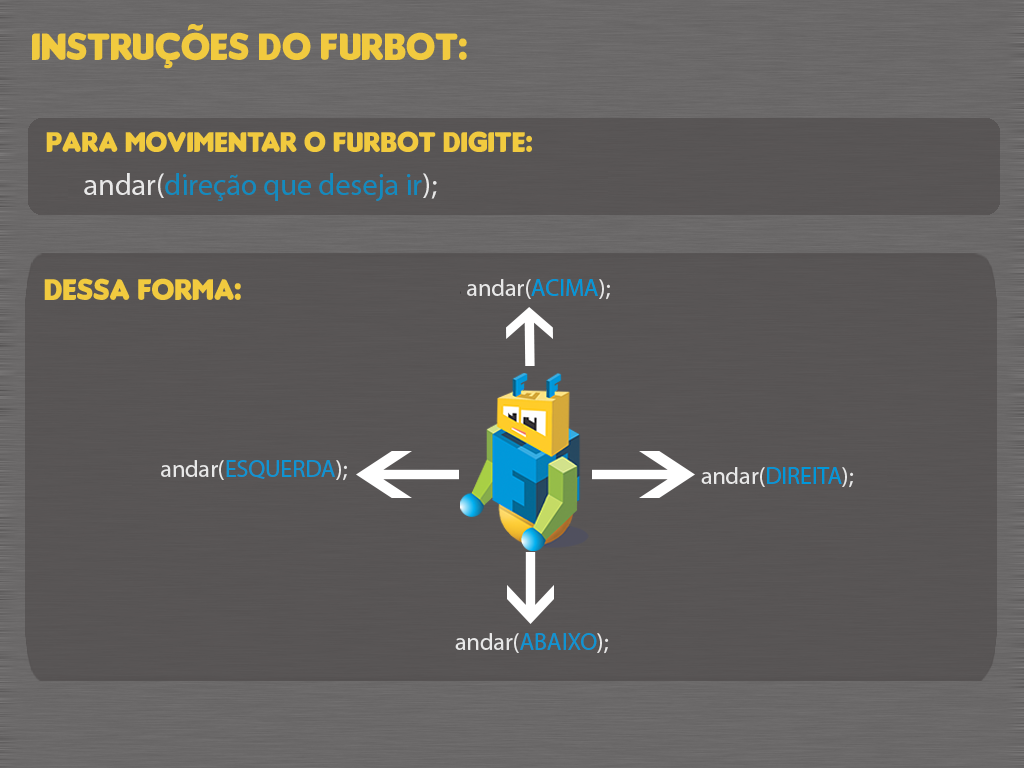 INSTRUÇÕES DO FURBOT:
PARA MOVIMENTAR O FURBOT DIGITE:
andar(direção que deseja ir);
DESSA FORMA:
andar(ACIMA);
andar(ESQUERDA);
andar(DIREITA);
andar(ABAIXO);